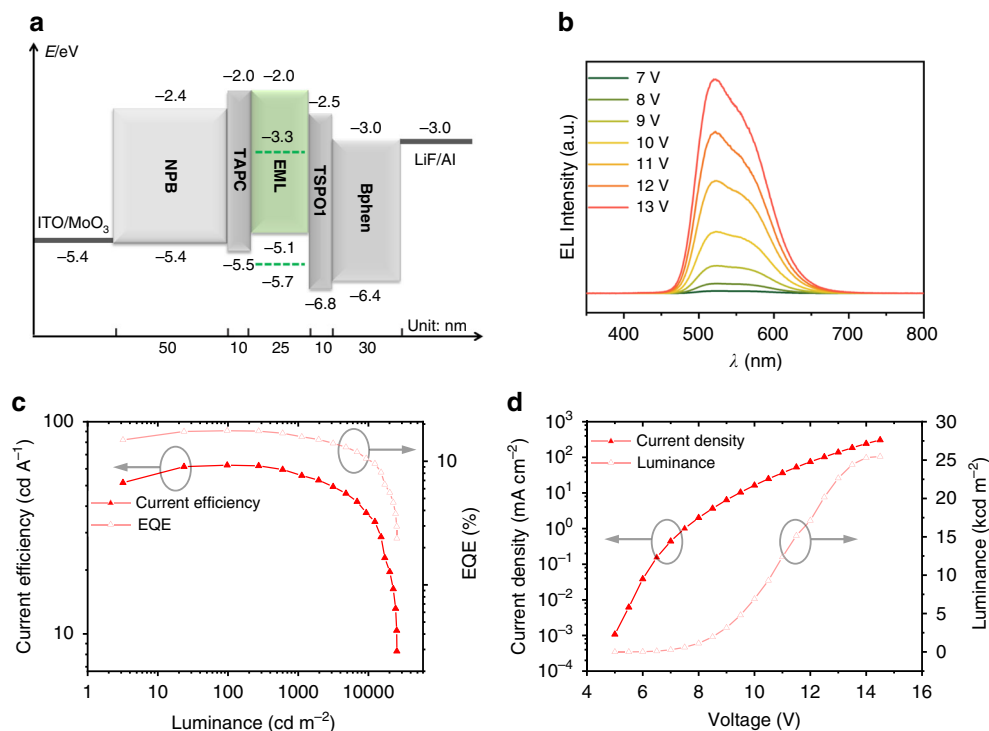 a
E/eV
−2.0
−2.0
−2.4
−2.5
−3.3
−3.0
−3.0
NPB
TAPC
EML
TSPO1
Bphen
LiF/Al
ITO/MoO3
−5.4
−5.4
−5.1
−5.5
−5.7
−6.8
−6.4
Unit: nm
50
10
25
10
30
b
EL Intensity (a.u.)
7 V
8 V
9 V
10 V
11 V
12 V
13 V
400
500
600
700
800
λ (nm)
c
Current efficiency (cd A−1)
100
10
Current efficiency
EQE
10
EQE (%)
1
10
100
1000
10000
Luminance (cd m−2)
d
Current density (mA cm−2)
10³
10²
10¹
10⁰
10⁻¹
10⁻²
10⁻³
10⁻⁴
Current density
Luminance
30
25
20
15
10
5
0
Luminance (kcd m−2)
4
6
8
10
12
14
16
Voltage (V)